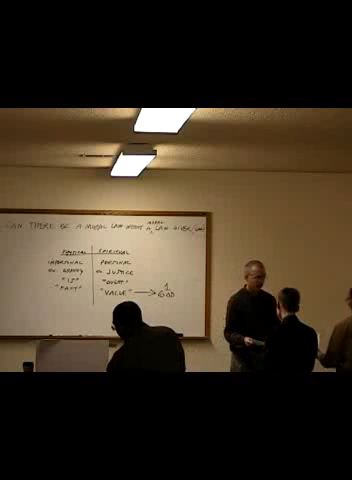 CAN THERE BE A MORAL LAW WITHOUT A MORAL LAW GIVER (GOD)
PHYSICAL SPIRITUAL
IMPERSONAL PERSONAL
EX. GRAVITY EX. JUSTICE
"IS" "OUGHT"
"FACT" "VALUE" → GOD